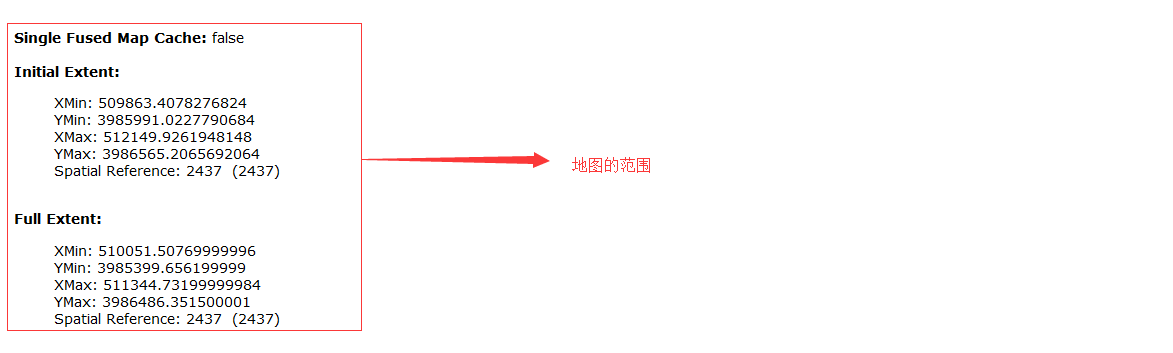 Single Fused Map Cache: false
Initial Extent:
XMin: 509863.4078276824
YMin: 3985991.0227790684
XMax: 512149.9261948148
YMax: 3986565.2065692064
Spatial Reference: 2437  (2437)
地图的范围
Full Extent:
XMin: 510051.50769999996
YMin: 3985399.656199999
XMax: 511344.73199999984
YMax: 3986486.351500001
Spatial Reference: 2437  (2437)